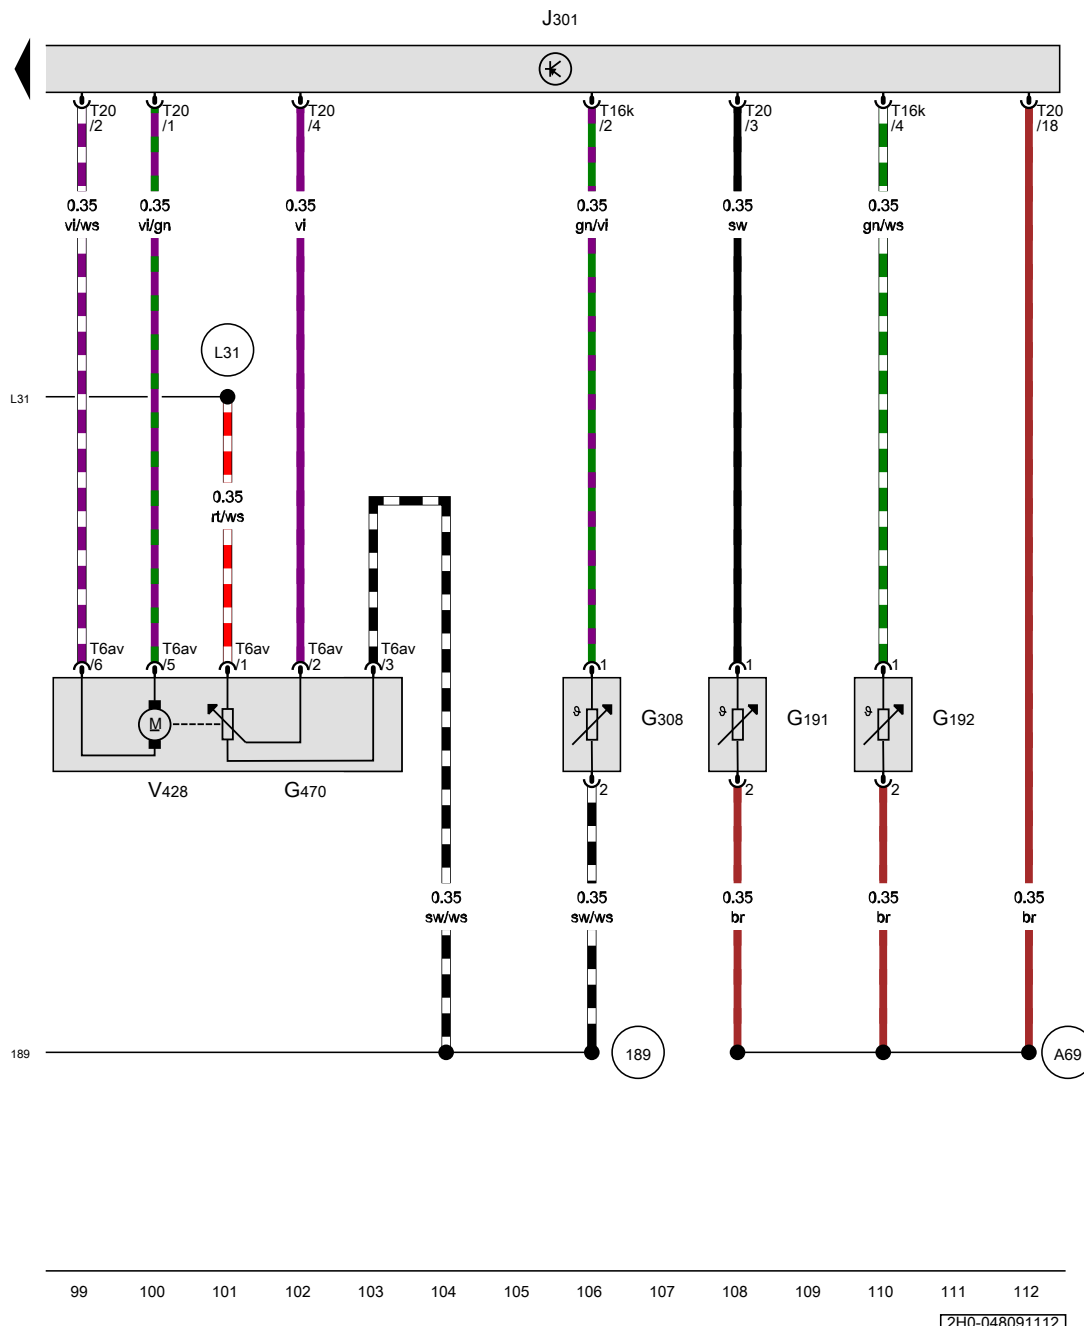 J301
T20 /2
T20 /1
T20 /4
T16k /2
T20 /3
T16k /4
T20 /18
0.35 vi/ws
0.35 vi/gn
0.35 vi
0.35 gn/vi
0.35 sw
0.35 gn/ws
L31
L31
0.35 rt/ws
T6av /6
T6av /5
T6av /1
T6av /2
T6av /3
1
1
1
M
ϑ
G308
ϑ
G191
ϑ
G192
V428
G470
2
2
2
0.35 sw/ws
0.35 sw/ws
0.35 br
0.35 br
0.35 br
189
189
A69
99 100 101 102 103 104 105 106 107 108 109 110 111 112
2H0-048091112